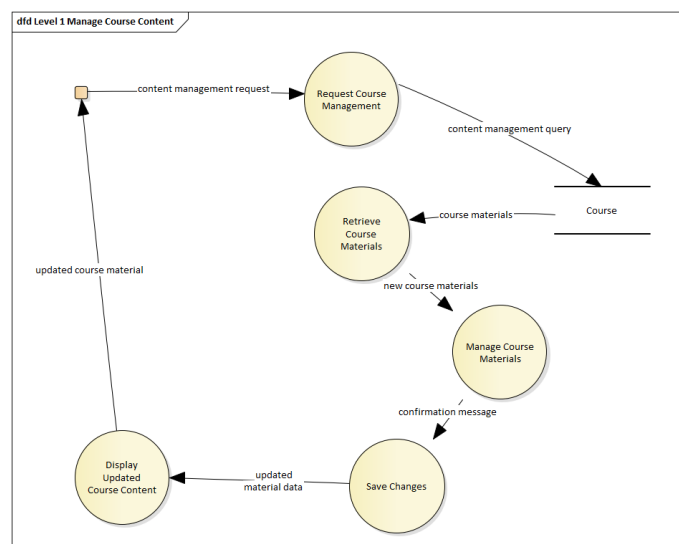 dfd Level 1 Manage Course Content
content management request
Request Course
Management
content management query
Course
course materials
Retrieve
Course
Materials
new course materials
updated course material
Manage Course
Materials
confirmation message
Display
Updated
Course Content
updated
material data
Save Changes